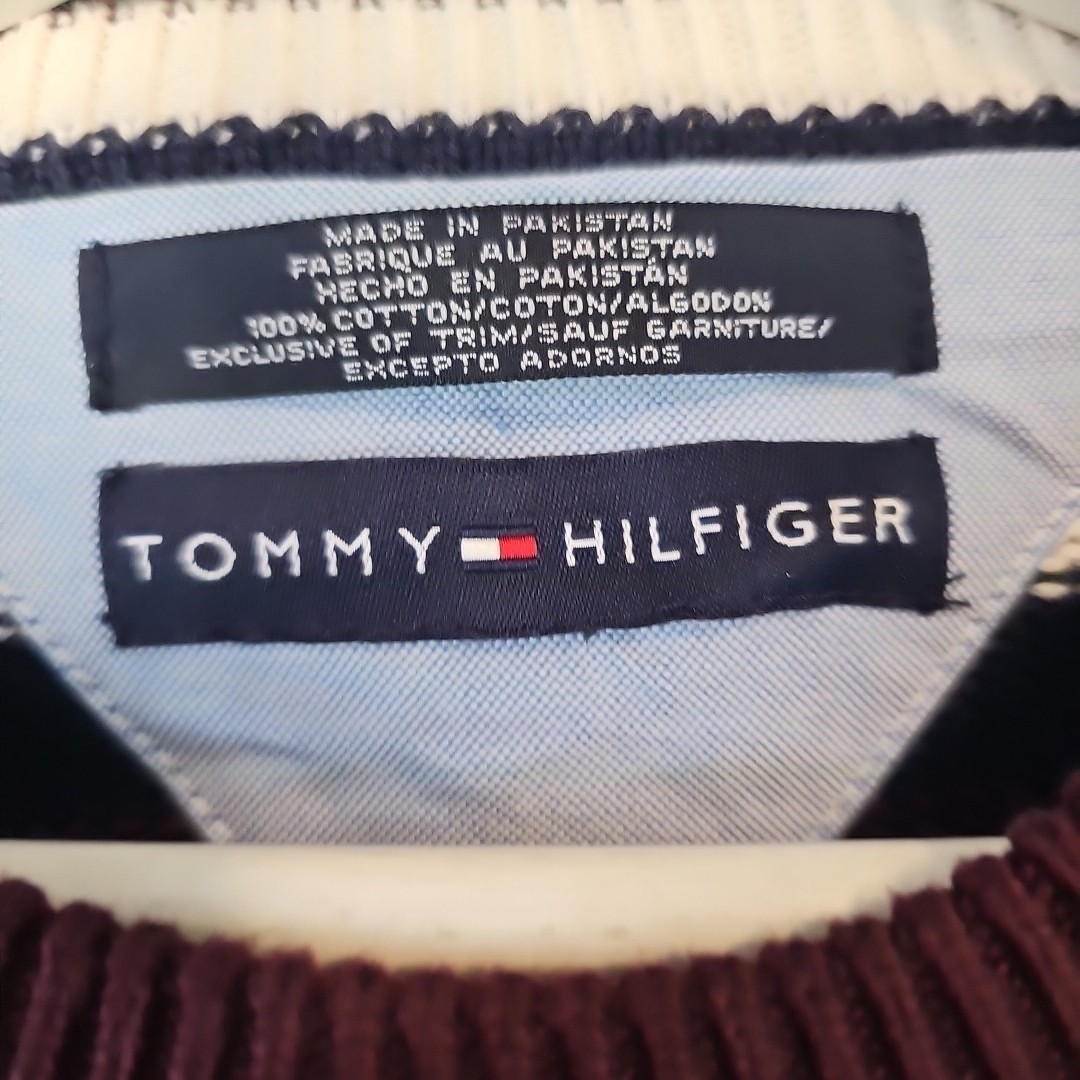 MADE IN PAKISTAN
FABRIQUE AU PAKISTAN
HECHO EN PAKISTÁN
100% COTTON/COTON/ALGODON
EXCLUSIVE OF TRIM/SAUF GARNITURE/
EXCEPTO ADORNOS
TOMMY HILFIGER